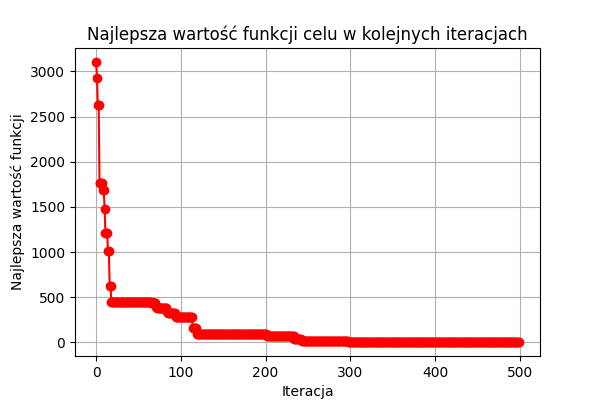 Najlepsza wartość funkcji celu w kolejnych iteracjach
Najlepsza wartość funkcji
3000
2500
2000
1500
1000
500
0
0 100 200 300 400 500
Iteracja